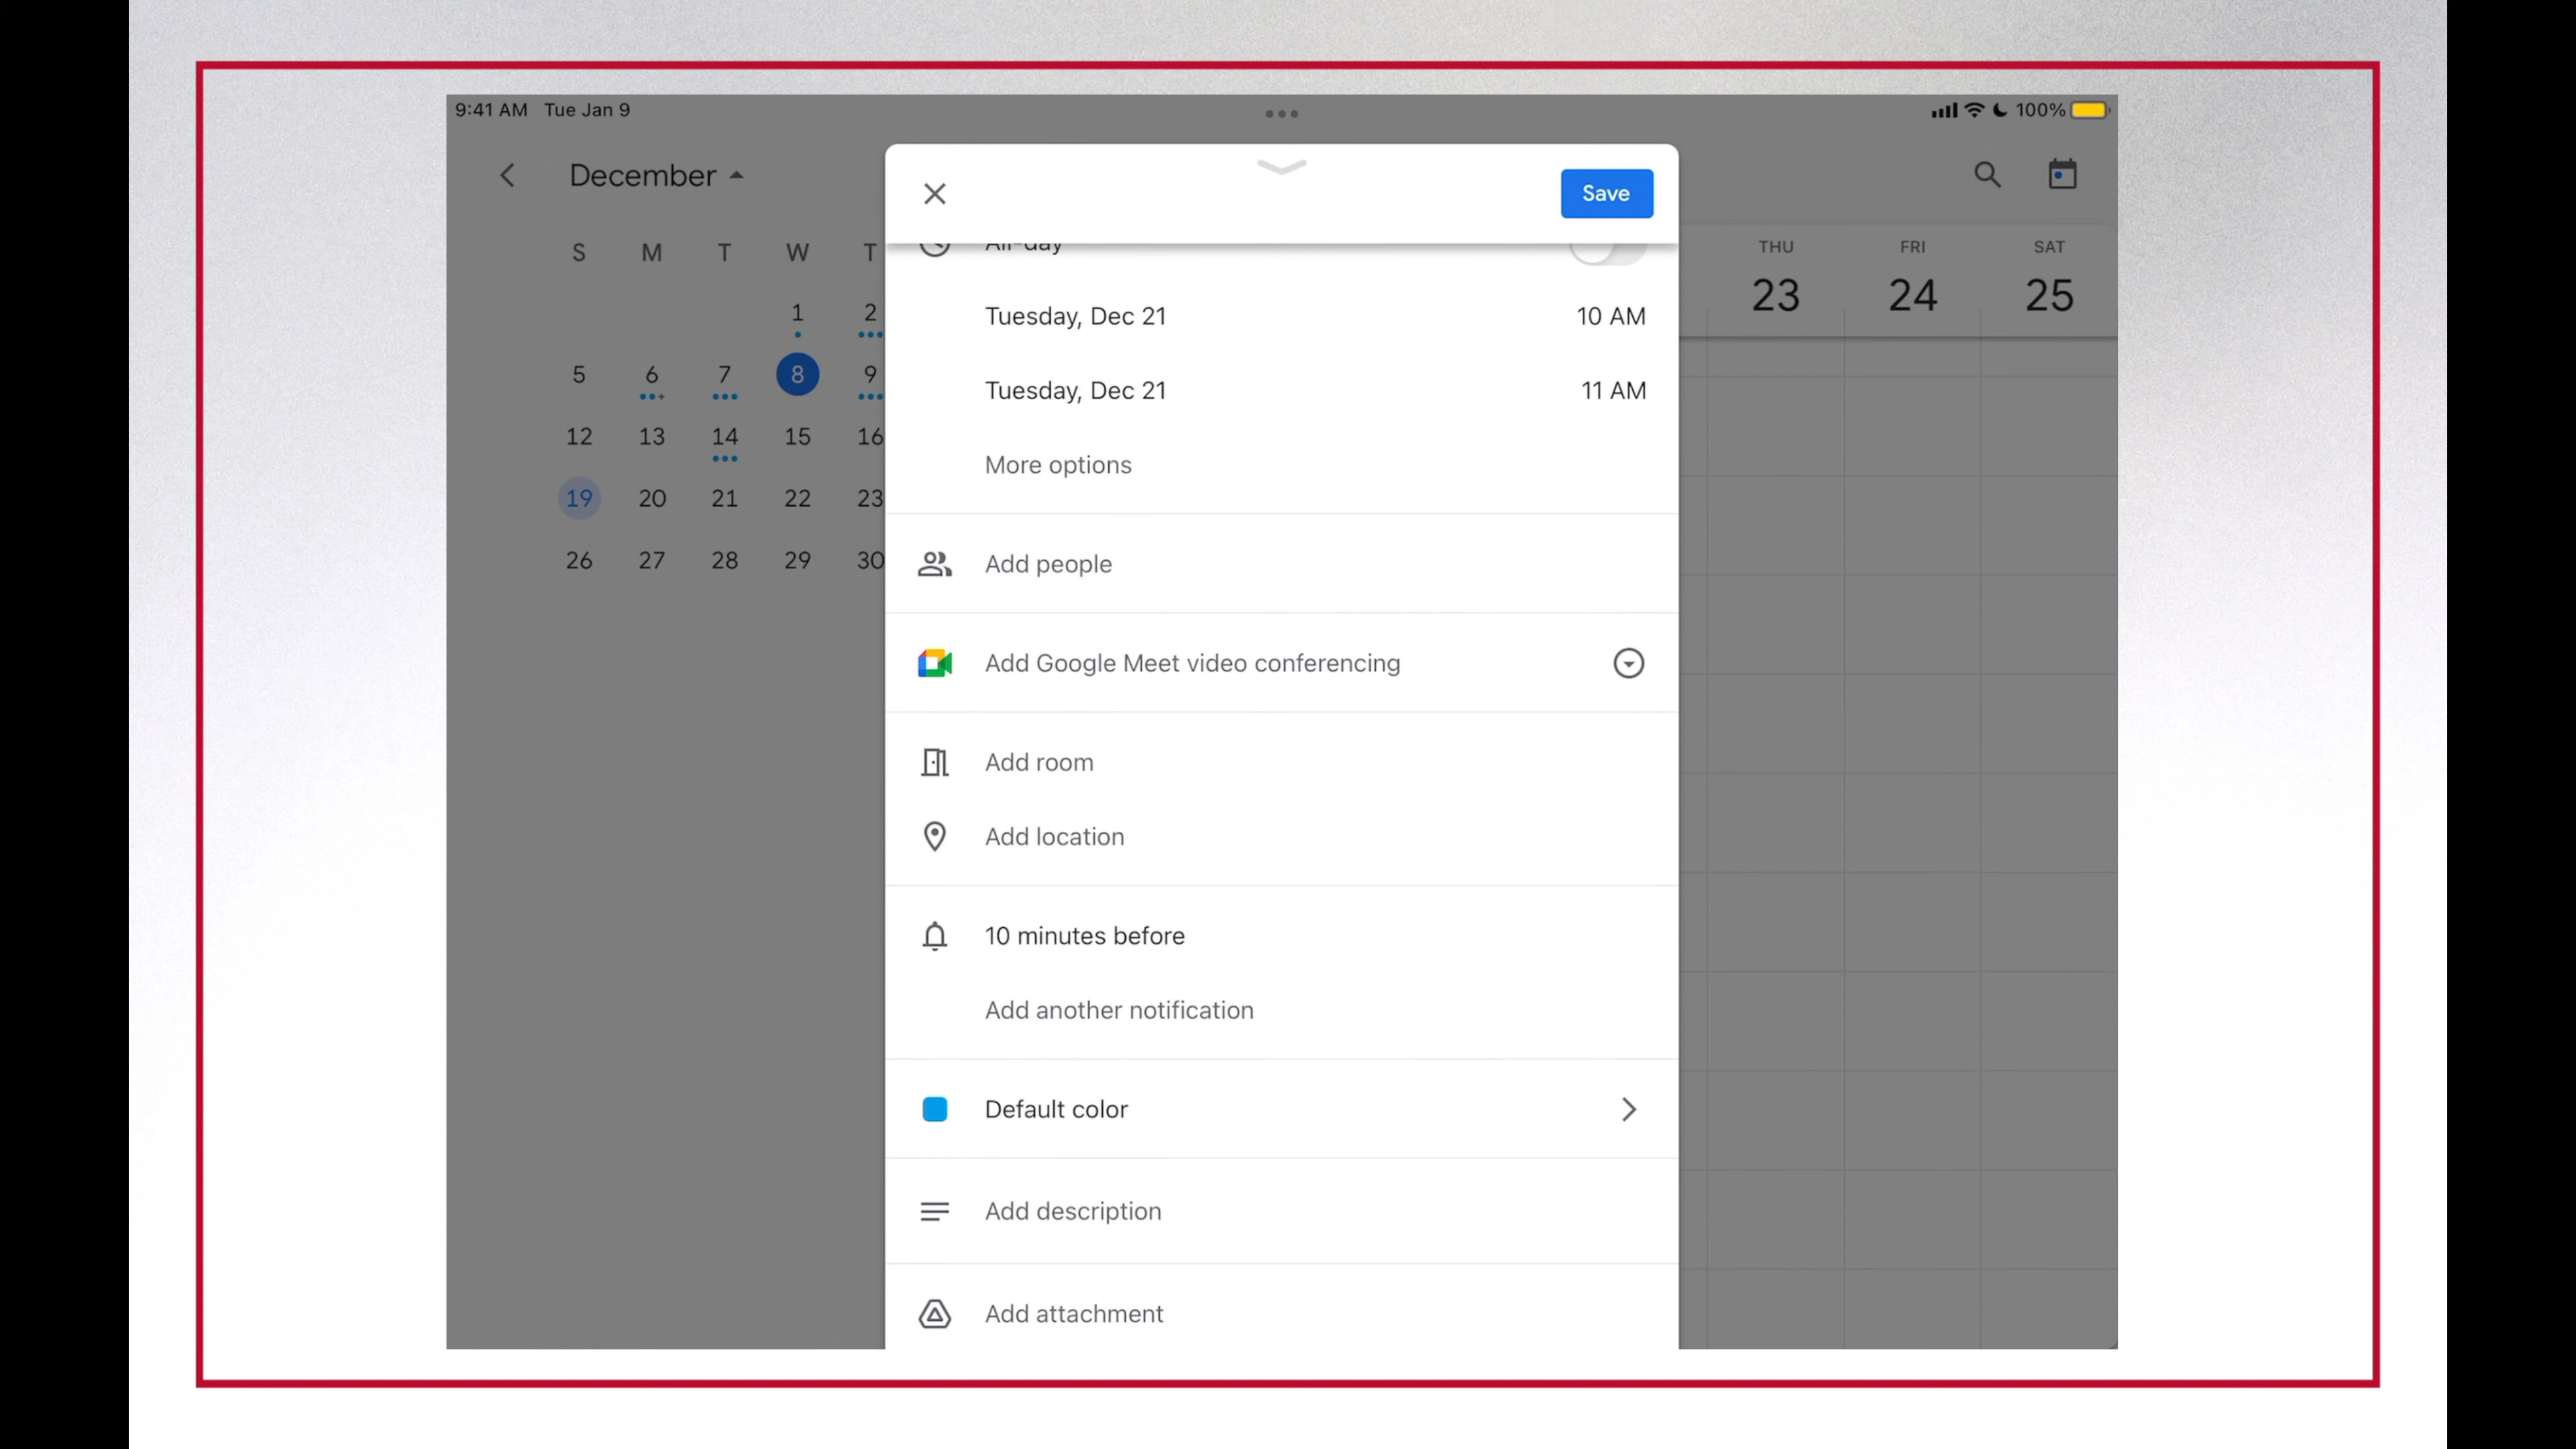 9:41 AM Tue Jan 9
100%
December
Save
S M T W T
THU FRI SAT
All-day
1 2
23 24 25
Tuesday, Dec 21 10 AM
5 6 7 8 9
Tuesday, Dec 21 11 AM
12 13 14 15 16
More options
19 20 21 22 23
26 27 28 29 30
Add people
Add Google Meet video conferencing
Add room
Add location
10 minutes before
Add another notification
Default color
Add description
Add attachment